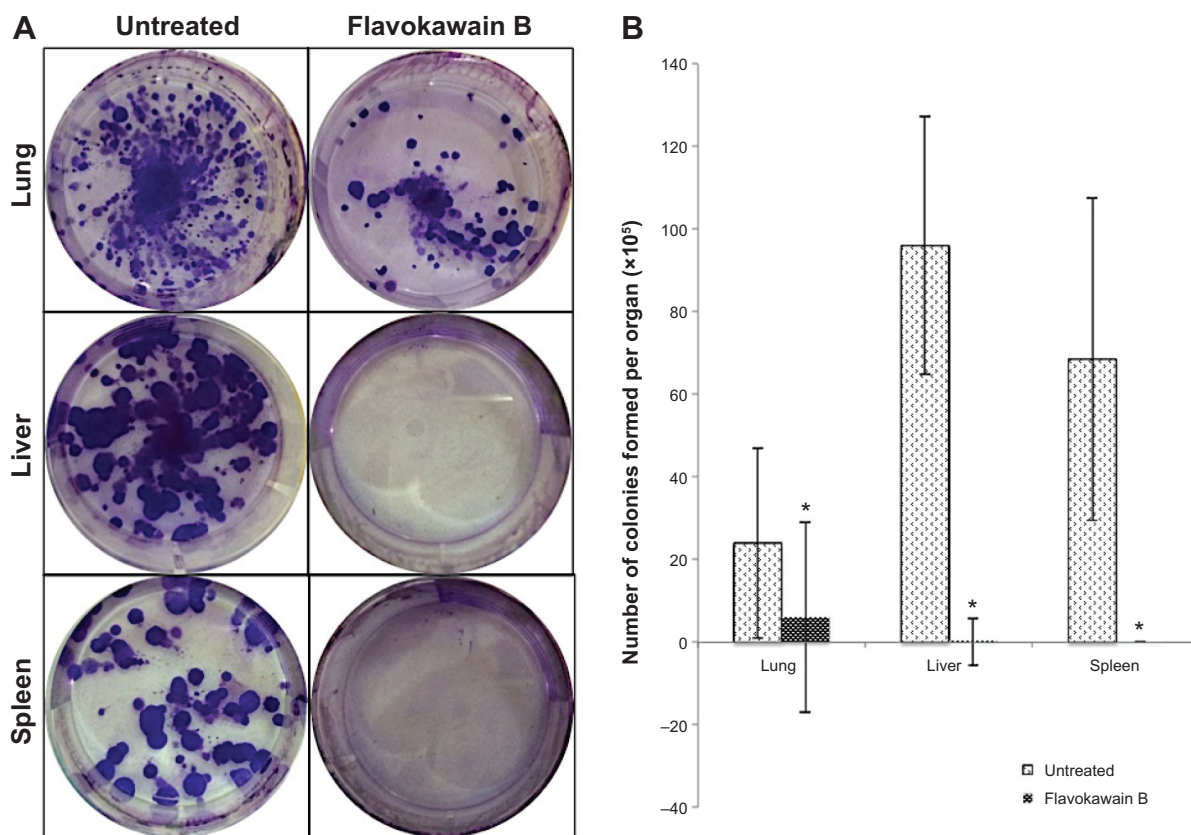 A
Untreated
Flavokawain B
Lung
Liver
Spleen
B
Number of colonies formed per organ (×10⁵)
140
120
100
80
60
40
20
0
–20
–40
*
*
*
Lung
Liver
Spleen
Untreated
Flavokawain B